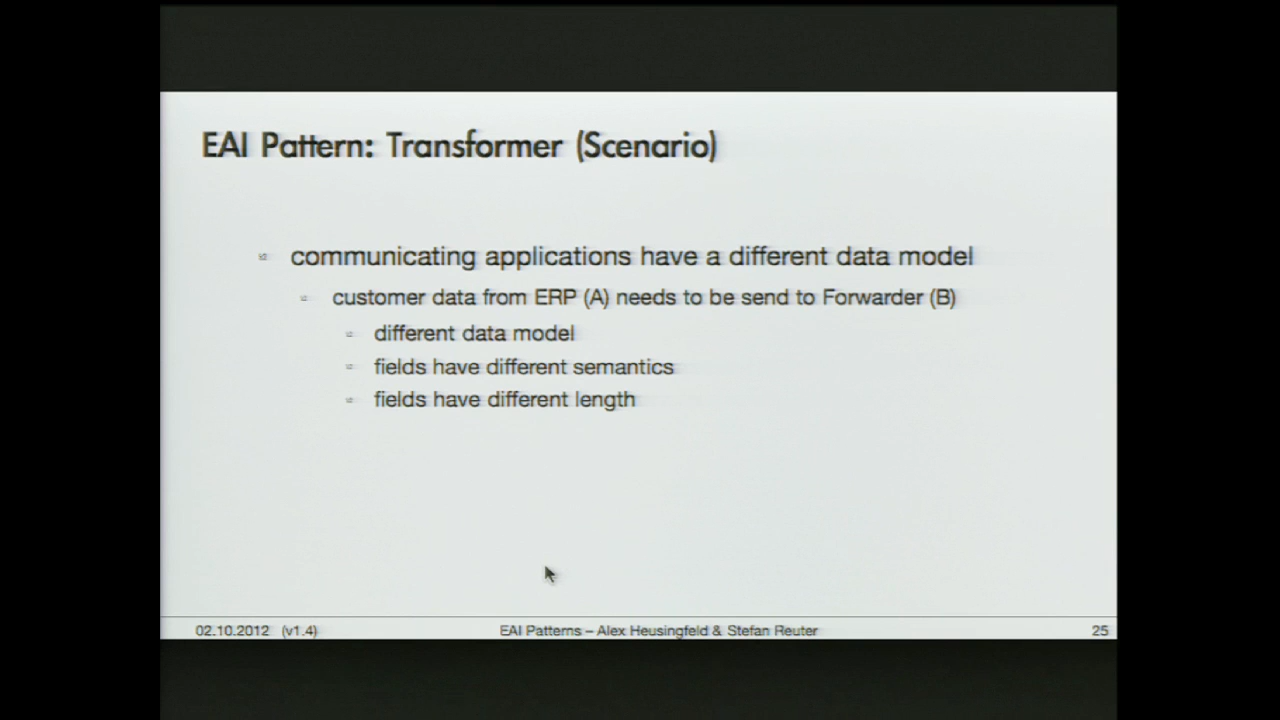 EAI Pattern: Transformer (Scenario)
communicating applications have a different data model
customer data from ERP (A) needs to be send to Forwarder (B)
different data model
fields have different semantics
fields have different length
02.10.2012 (v1.4) EAI Patterns – Alex Heusingfeld & Stefan Reuter 25